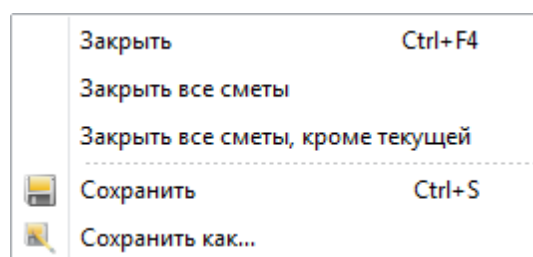 Закрыть Ctrl+F4
Закрыть все сметы
Закрыть все сметы, кроме текущей
Сохранить Ctrl+S
Сохранить как...